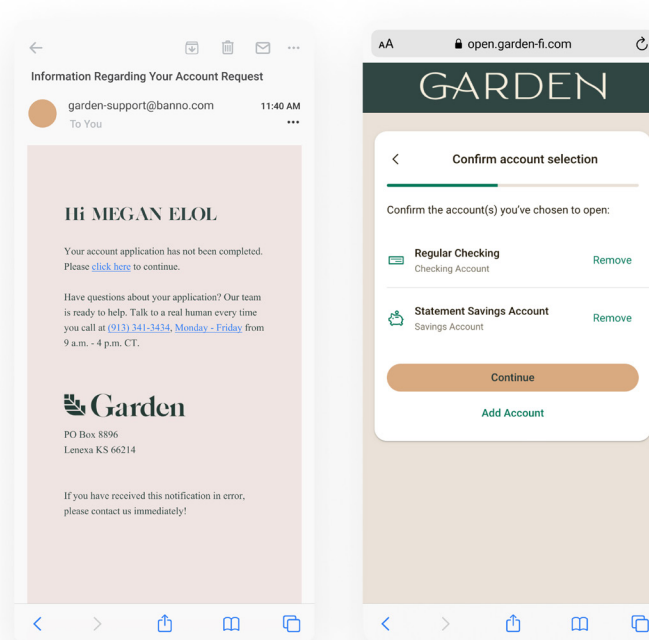 Information Regarding Your Account Request
garden-support@banno.com
11:40 AM
To You
Hi MEGAN ELOL
Your account application has not been completed.
Please click here to continue.
Have questions about your application? Our team
is ready to help. Talk to a real human every time
you call at (913) 341-3434, Monday - Friday from
9 a.m. - 4 p.m. CT.
Garden
PO Box 8896
Lenexa KS 66214
If you have received this notification in error,
please contact us immediately!
AA
open.garden-fi.com
GARDEN
Confirm account selection
Confirm the account(s) you've chosen to open:
Regular Checking
Checking Account
Remove
Statement Savings Account
Savings Account
Remove
Continue
Add Account